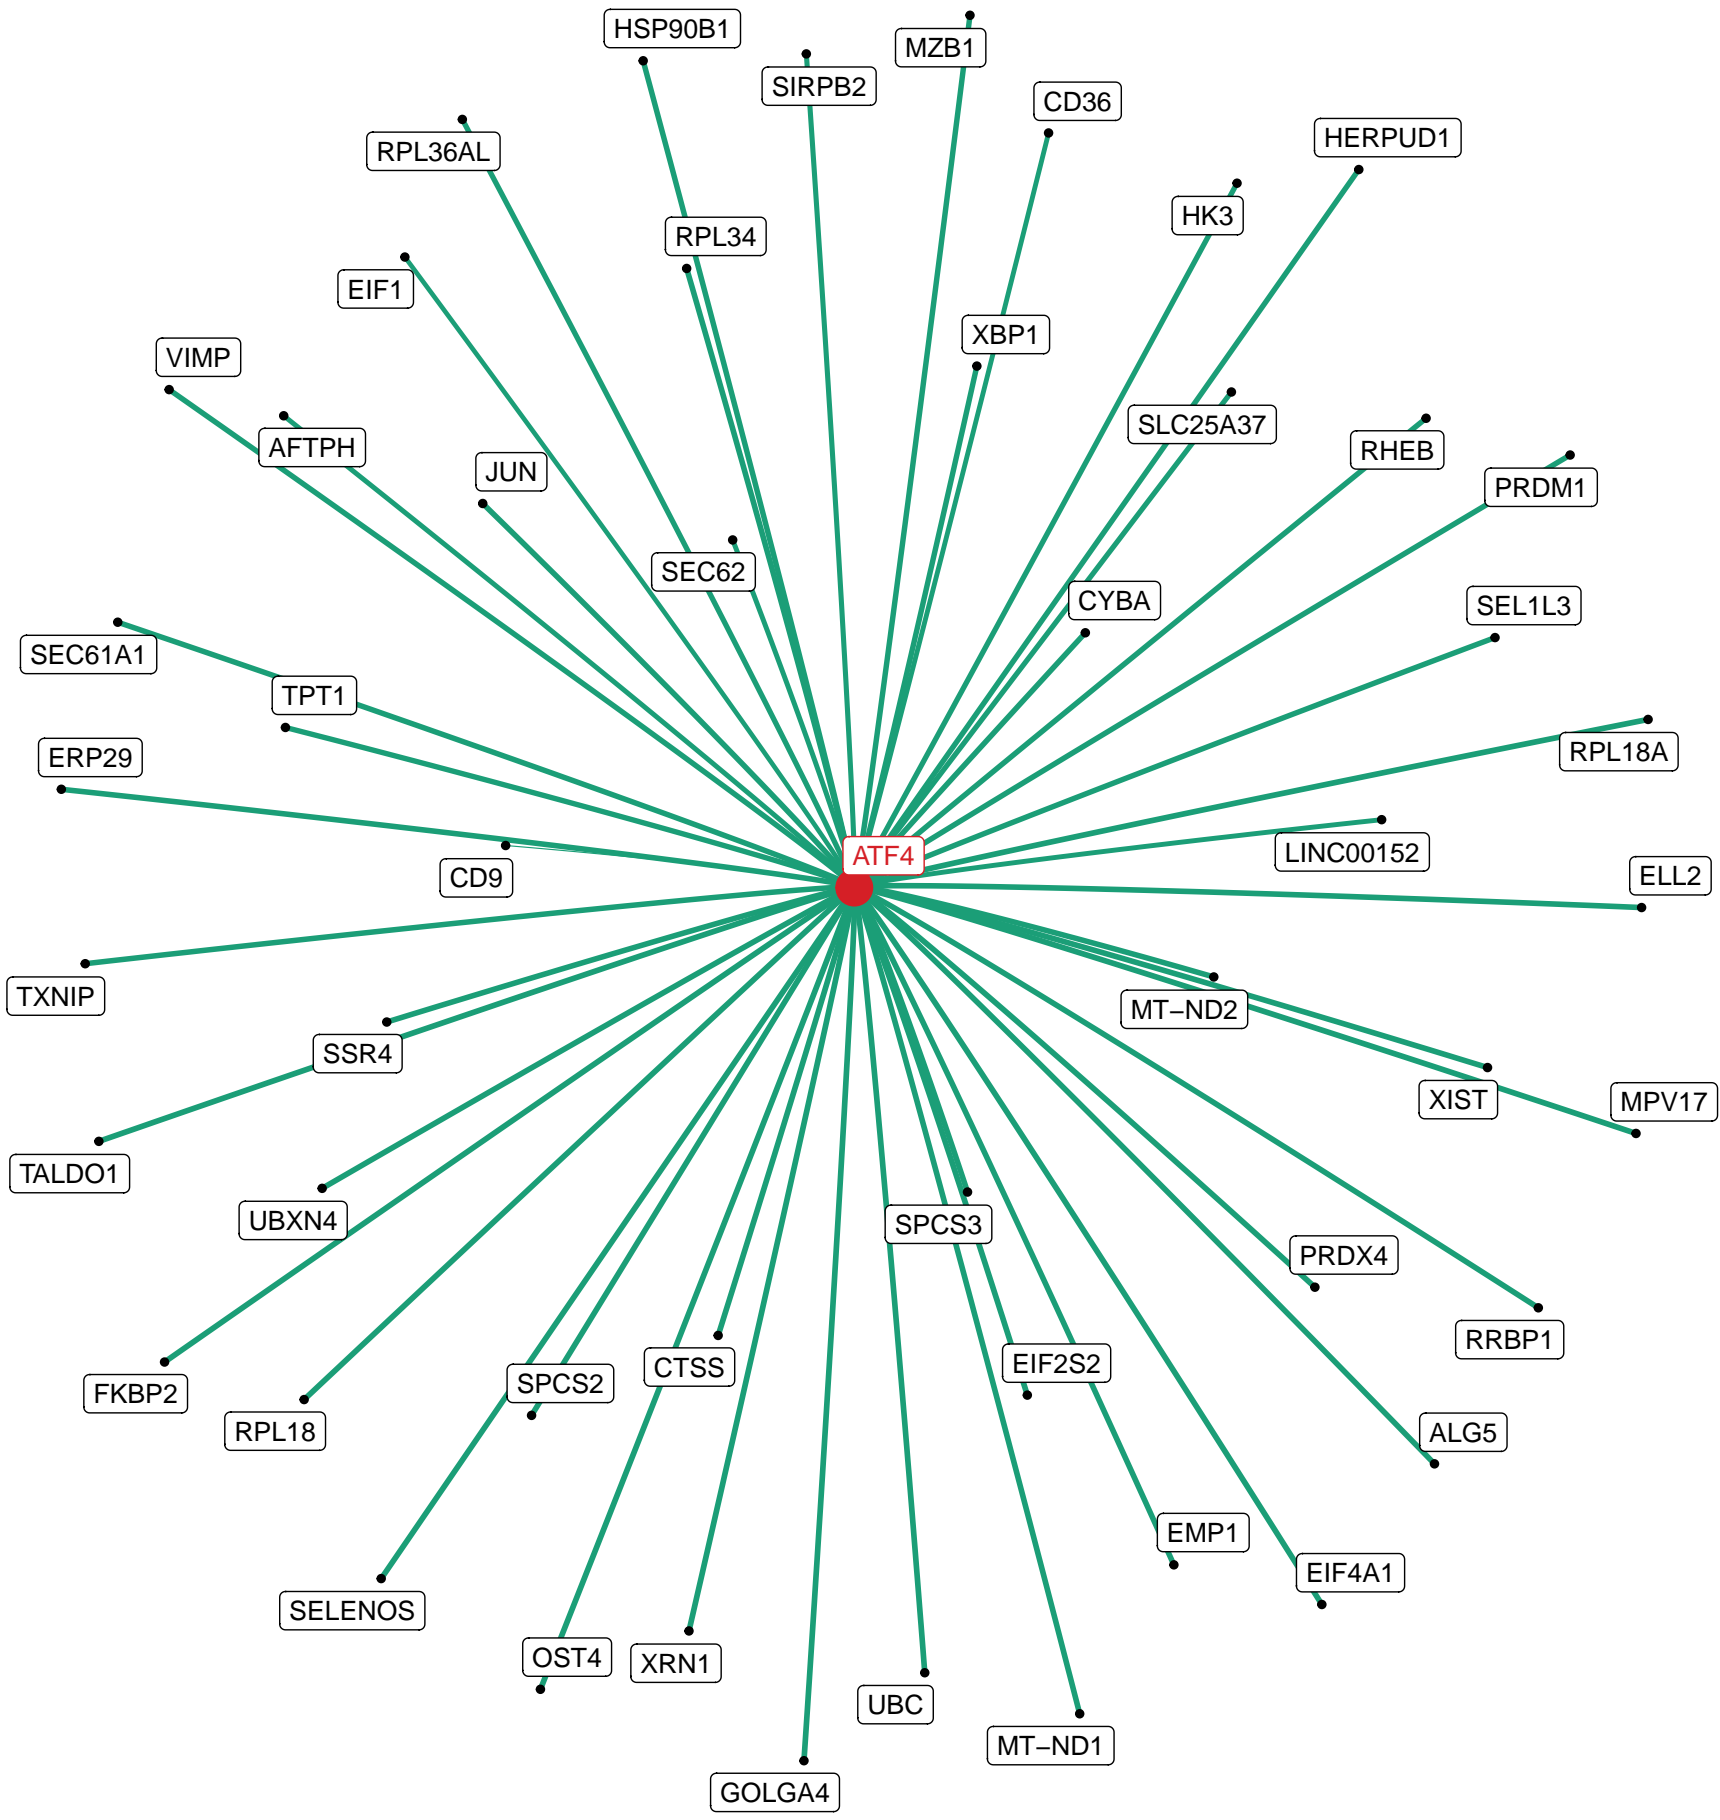 HSP90B1
MZB1
SIRPB2
CD36
HERPUD1
RPL36AL
HK3
RPL34
EIF1
XBP1
VIMP
SLC25A37
AFTPH
RHEB
JUN
PRDM1
SEC62
CYBA
SEL1L3
SEC61A1
TPT1
RPL18A
ERP29
LINC00152
ATF4
CD9
ELL2
TXNIP
MT−ND2
SSR4
XIST
MPV17
TALDO1
UBXN4
SPCS3
PRDX4
RRBP1
EIF2S2
CTSS
SPCS2
FKBP2
RPL18
ALG5
EMP1
EIF4A1
SELENOS
OST4
XRN1
UBC
MT−ND1
GOLGA4